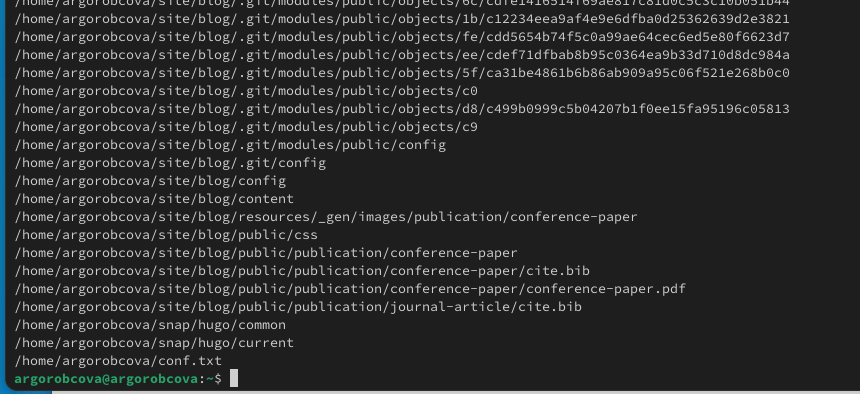 /home/argorobcova/site/blog/.git/modules/public/objects/1b/c12234eea9af4e9e6dfba0d25362639d2e3821
/home/argorobcova/site/blog/.git/modules/public/objects/fe/cdd5654b74f5c0a99ae64cec6ed5e80f6623d7
/home/argorobcova/site/blog/.git/modules/public/objects/ee/cdef71dfbab8b95c0364ea9b33d710d8dc984a
/home/argorobcova/site/blog/.git/modules/public/objects/5f/ca31be4861b6b86ab909a95c06f521e268b0c0
/home/argorobcova/site/blog/.git/modules/public/objects/c0
/home/argorobcova/site/blog/.git/modules/public/objects/d8/c499b0999c5b04207b1f0ee15fa95196c05813
/home/argorobcova/site/blog/.git/modules/public/objects/c9
/home/argorobcova/site/blog/.git/modules/public/config
/home/argorobcova/site/blog/.git/config
/home/argorobcova/site/blog/config
/home/argorobcova/site/blog/content
/home/argorobcova/site/blog/resources/_gen/images/publication/conference-paper
/home/argorobcova/site/blog/public/css
/home/argorobcova/site/blog/public/publication/conference-paper
/home/argorobcova/site/blog/public/publication/conference-paper/cite.bib
/home/argorobcova/site/blog/public/publication/conference-paper/conference-paper.pdf
/home/argorobcova/site/blog/public/publication/journal-article/cite.bib
/home/argorobcova/snap/hugo/common
/home/argorobcova/snap/hugo/current
/home/argorobcova/conf.txt
argorobcova@argorobcova:~$